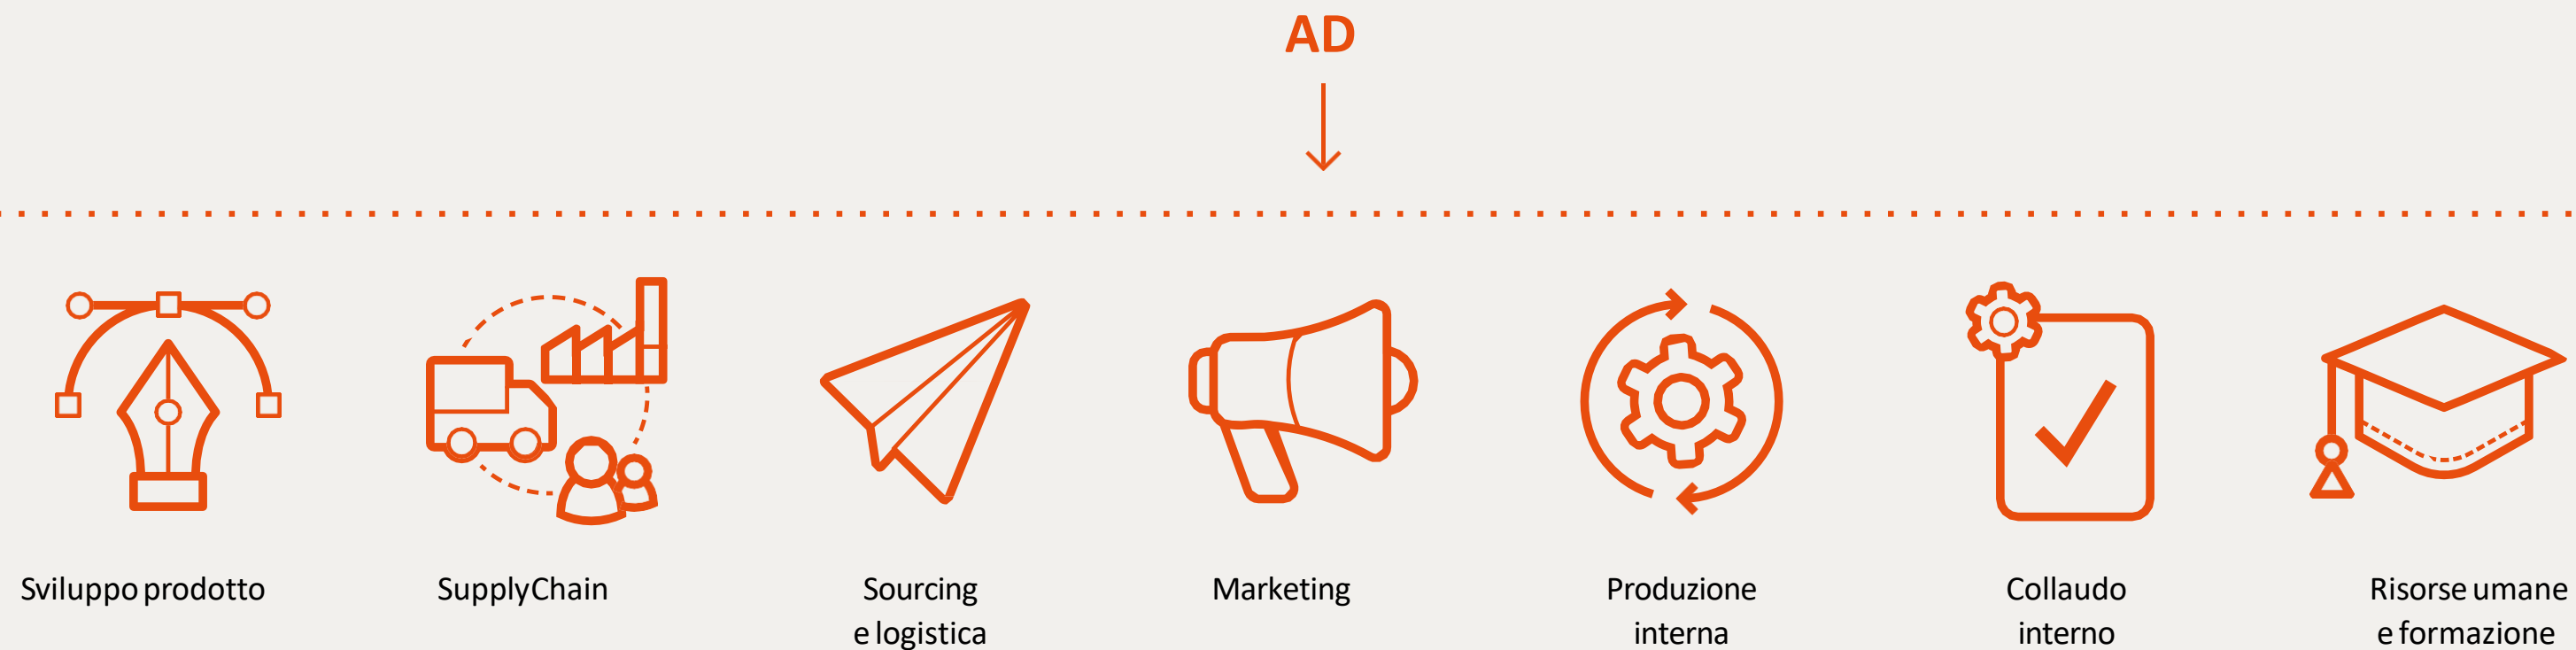 AD
Sviluppo prodotto
SupplyChain
Sourcing
e logistica
Marketing
Produzione
interna
Collaudo
interno
Risorse umane
e formazione